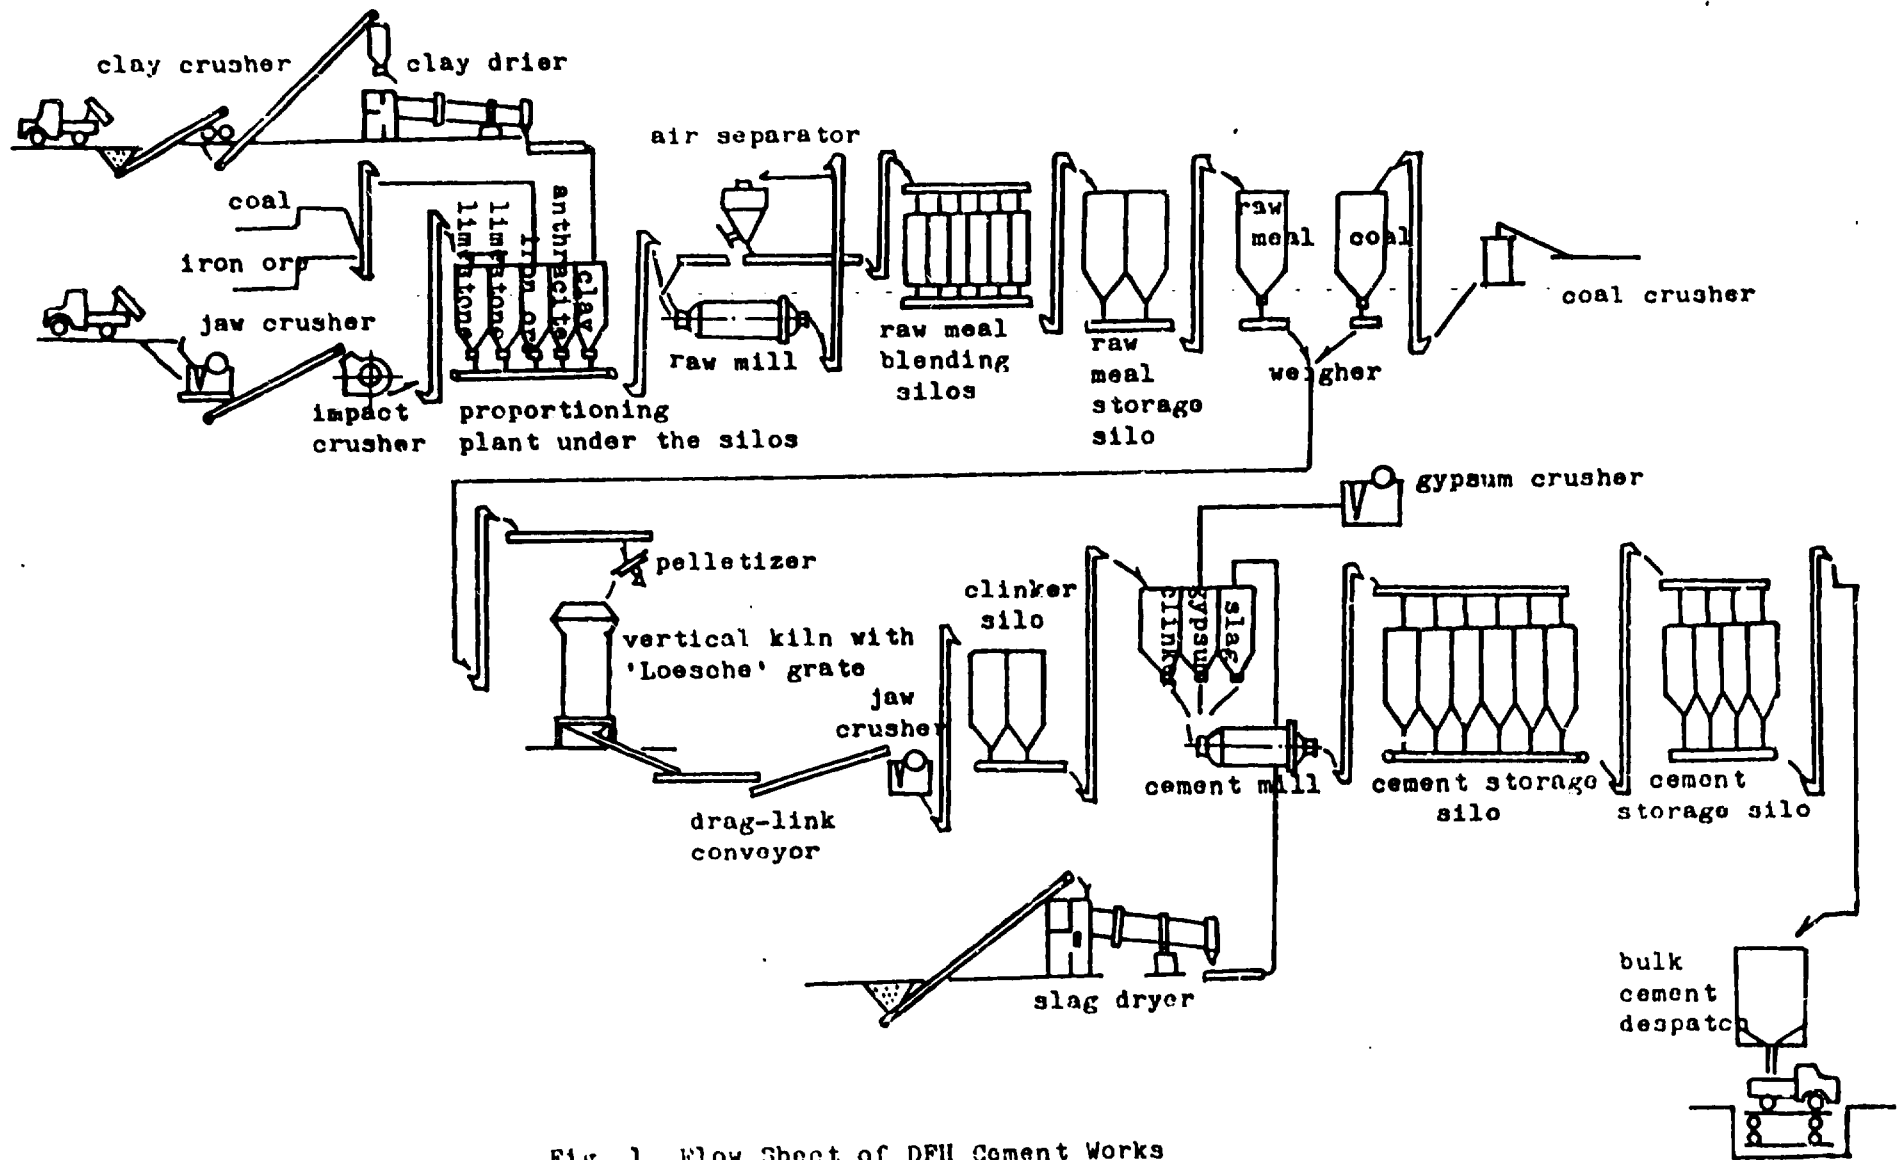 clay crusher
clay drier
air separator
coal
iron ore
limestone
limestone
iron ore
anthracite
clay
raw
meal
coal
coal crusher
jaw crusher
raw mill
raw meal
blending
silos
raw
meal
storage
silo
weigher
impact
crusher
proportioning
plant under the silos
gypsum crusher
pelletizer
clinker
silo
clinker
gypsum
slag
vertical kiln with
'Loesche' grate
jaw
crusher
cement mill
cement storage
silo
cement
storage silo
drag-link
conveyor
slag dryer
bulk
cement
despatch
Fig. 1 Flow Sheet of DFH Cement Works